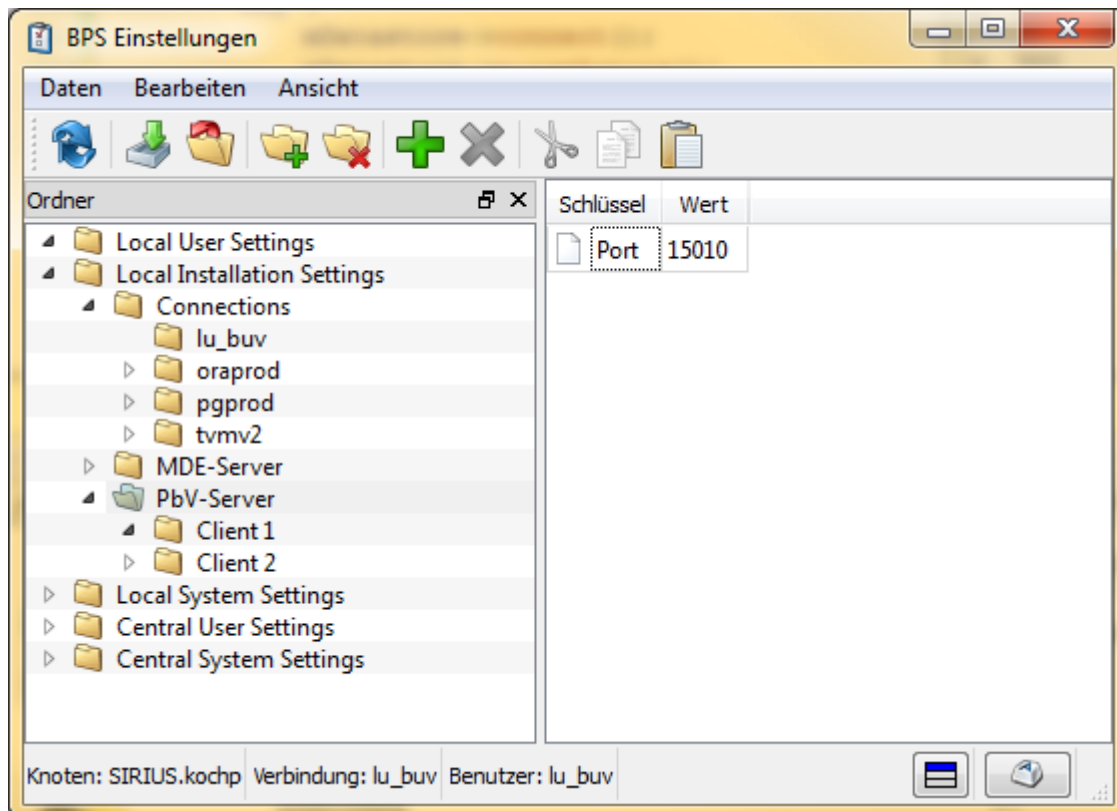 BPS Einstellungen
Daten Bearbeiten Ansicht
Ordner
Schlüssel Wert
Port 15010
Local User Settings
Local Installation Settings
Connections
lu_buv
oraprod
pgprod
tvmv2
MDE-Server
PbV-Server
Client 1
Client 2
Local System Settings
Central User Settings
Central System Settings
Knoten: SIRIUS.kochp Verbindung: lu_buv Benutzer: lu_buv